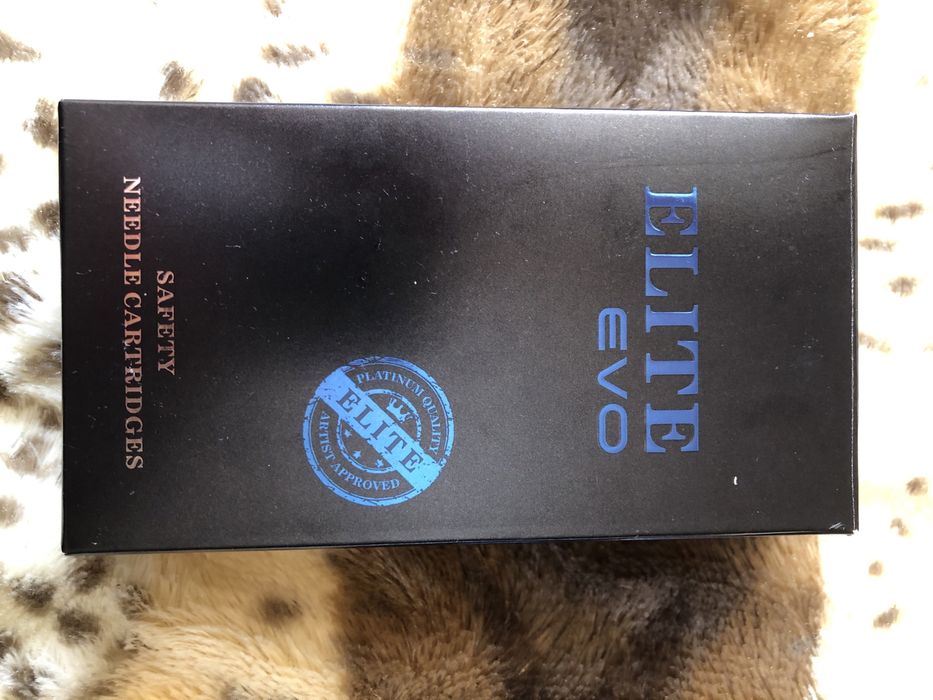 ELITE
EVO
PLATINUM QUALITY
ELITE
ARTIST APPROVED
SAFETY
NEEDLE CARTRIDGES